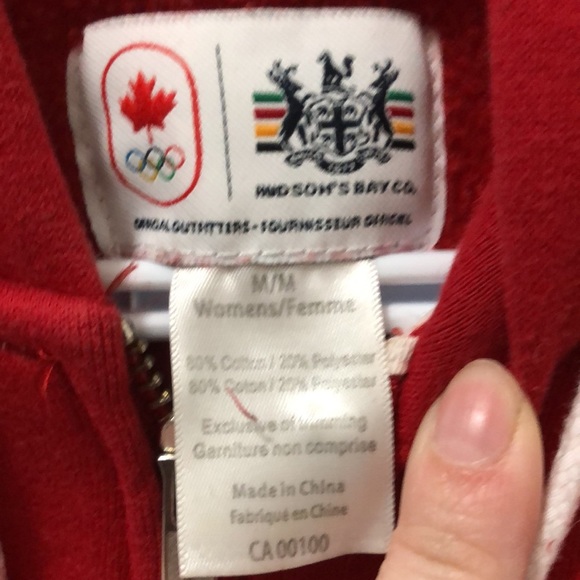 HUDSON'S BAY CO.
OFFICIAL OUTFITTERS • FOURNISSEUR OFFICIEL
M/M
Womens/Femme
80% Cotton / 20% Polyester
80% Coton / 20% Polyester
Exclusive of trimming
Garniture non comprise
Made in China
Fabriqué en Chine
CA 00100